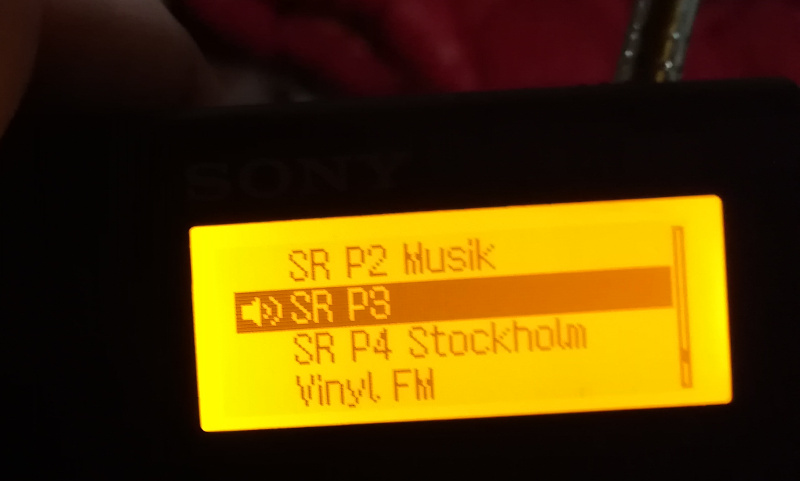 SONY
SR P2 Musik
SR P3
SR P4 Stockholm
Vinyl FM